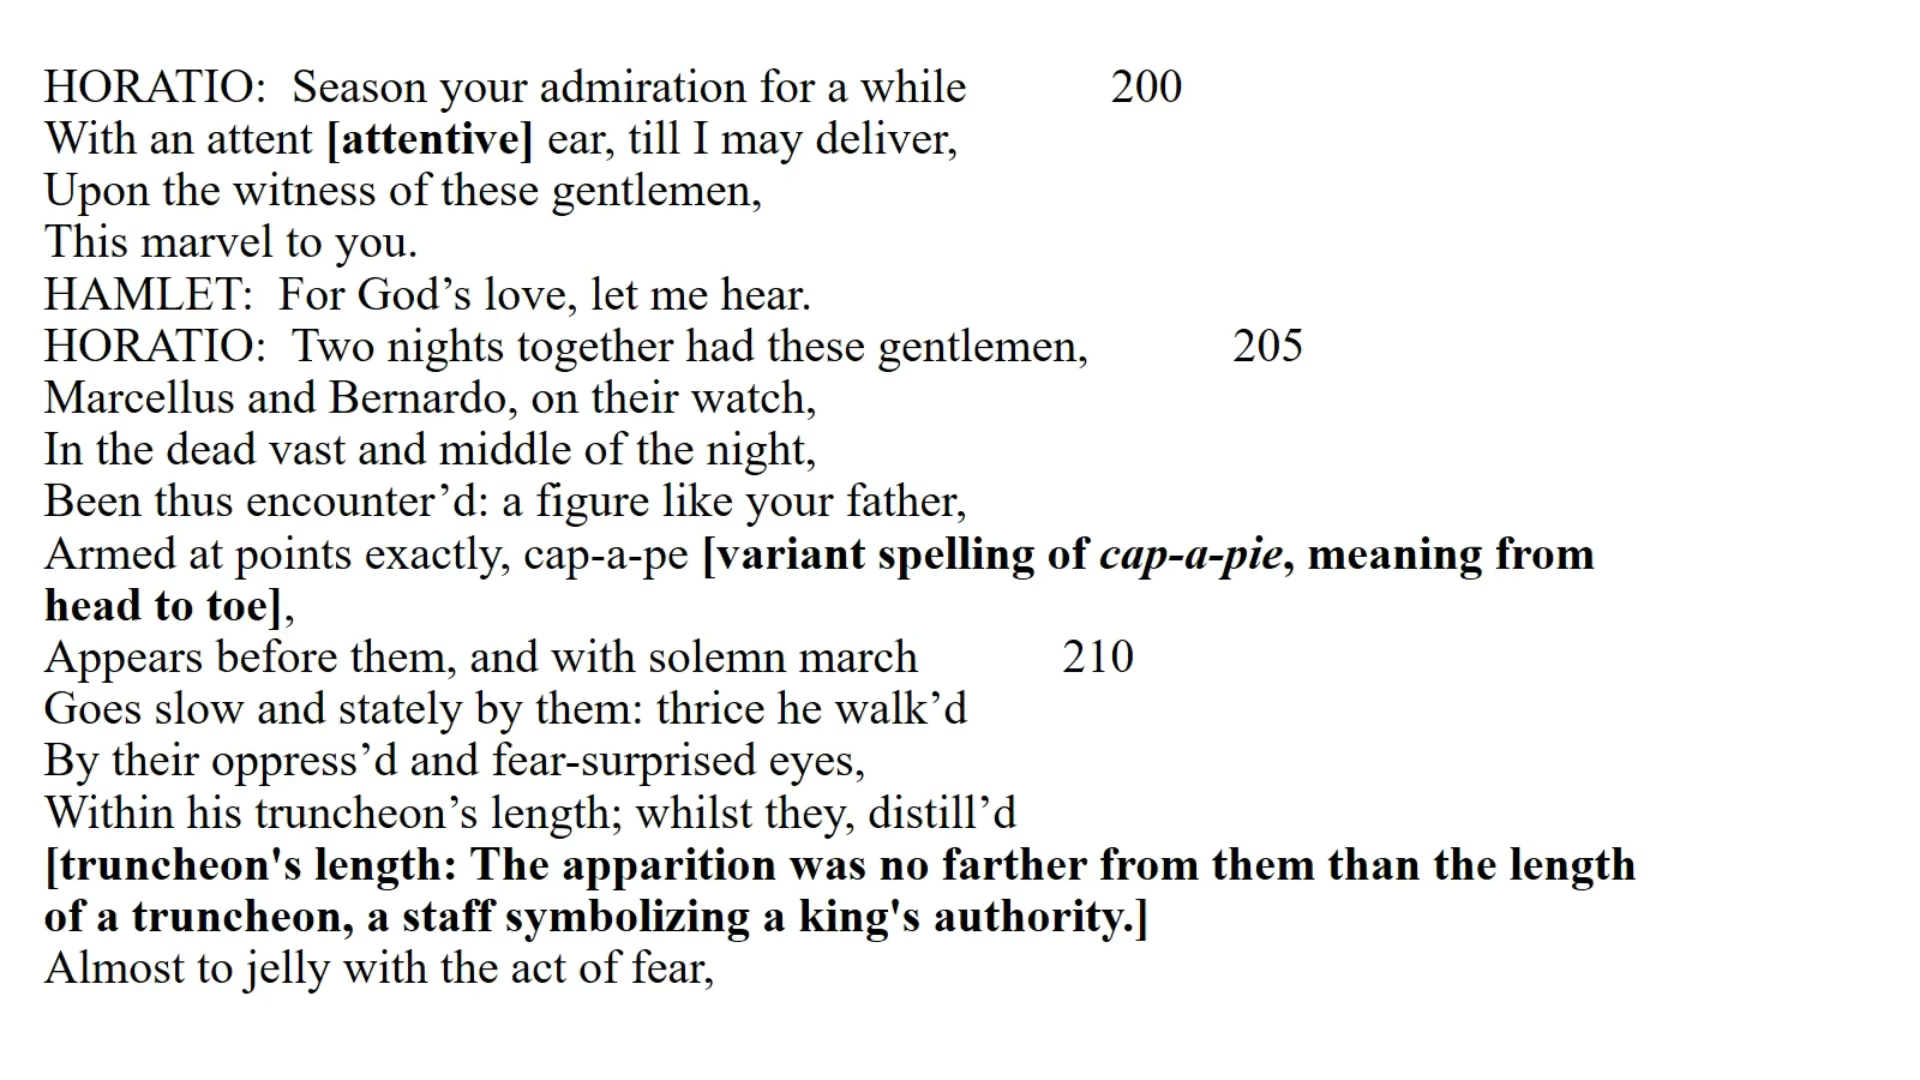 HORATIO:  Season your admiration for a while 200
With an attent [attentive] ear, till I may deliver,
Upon the witness of these gentlemen,
This marvel to you.
HAMLET:  For God’s love, let me hear.
HORATIO:  Two nights together had these gentlemen, 205
Marcellus and Bernardo, on their watch,
In the dead vast and middle of the night,
Been thus encounter’d: a figure like your father,
Armed at points exactly, cap-a-pe [variant spelling of cap-a-pie, meaning from
head to toe],
Appears before them, and with solemn march 210
Goes slow and stately by them: thrice he walk’d
By their oppress’d and fear-surprised eyes,
Within his truncheon’s length; whilst they, distill’d
[truncheon's length: The apparition was no farther from them than the length
of a truncheon, a staff symbolizing a king's authority.]
Almost to jelly with the act of fear,